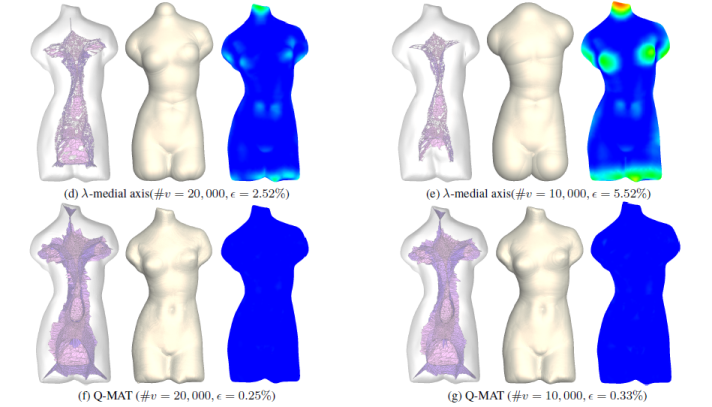 (d) λ-medial axis(#v = 20,000, ϵ = 2.52%)
(e) λ-medial axis(#v = 10,000, ϵ = 5.52%)
(f) Q-MAT (#v = 20,000, ϵ = 0.25%)
(g) Q-MAT (#v = 10,000, ϵ = 0.33%)